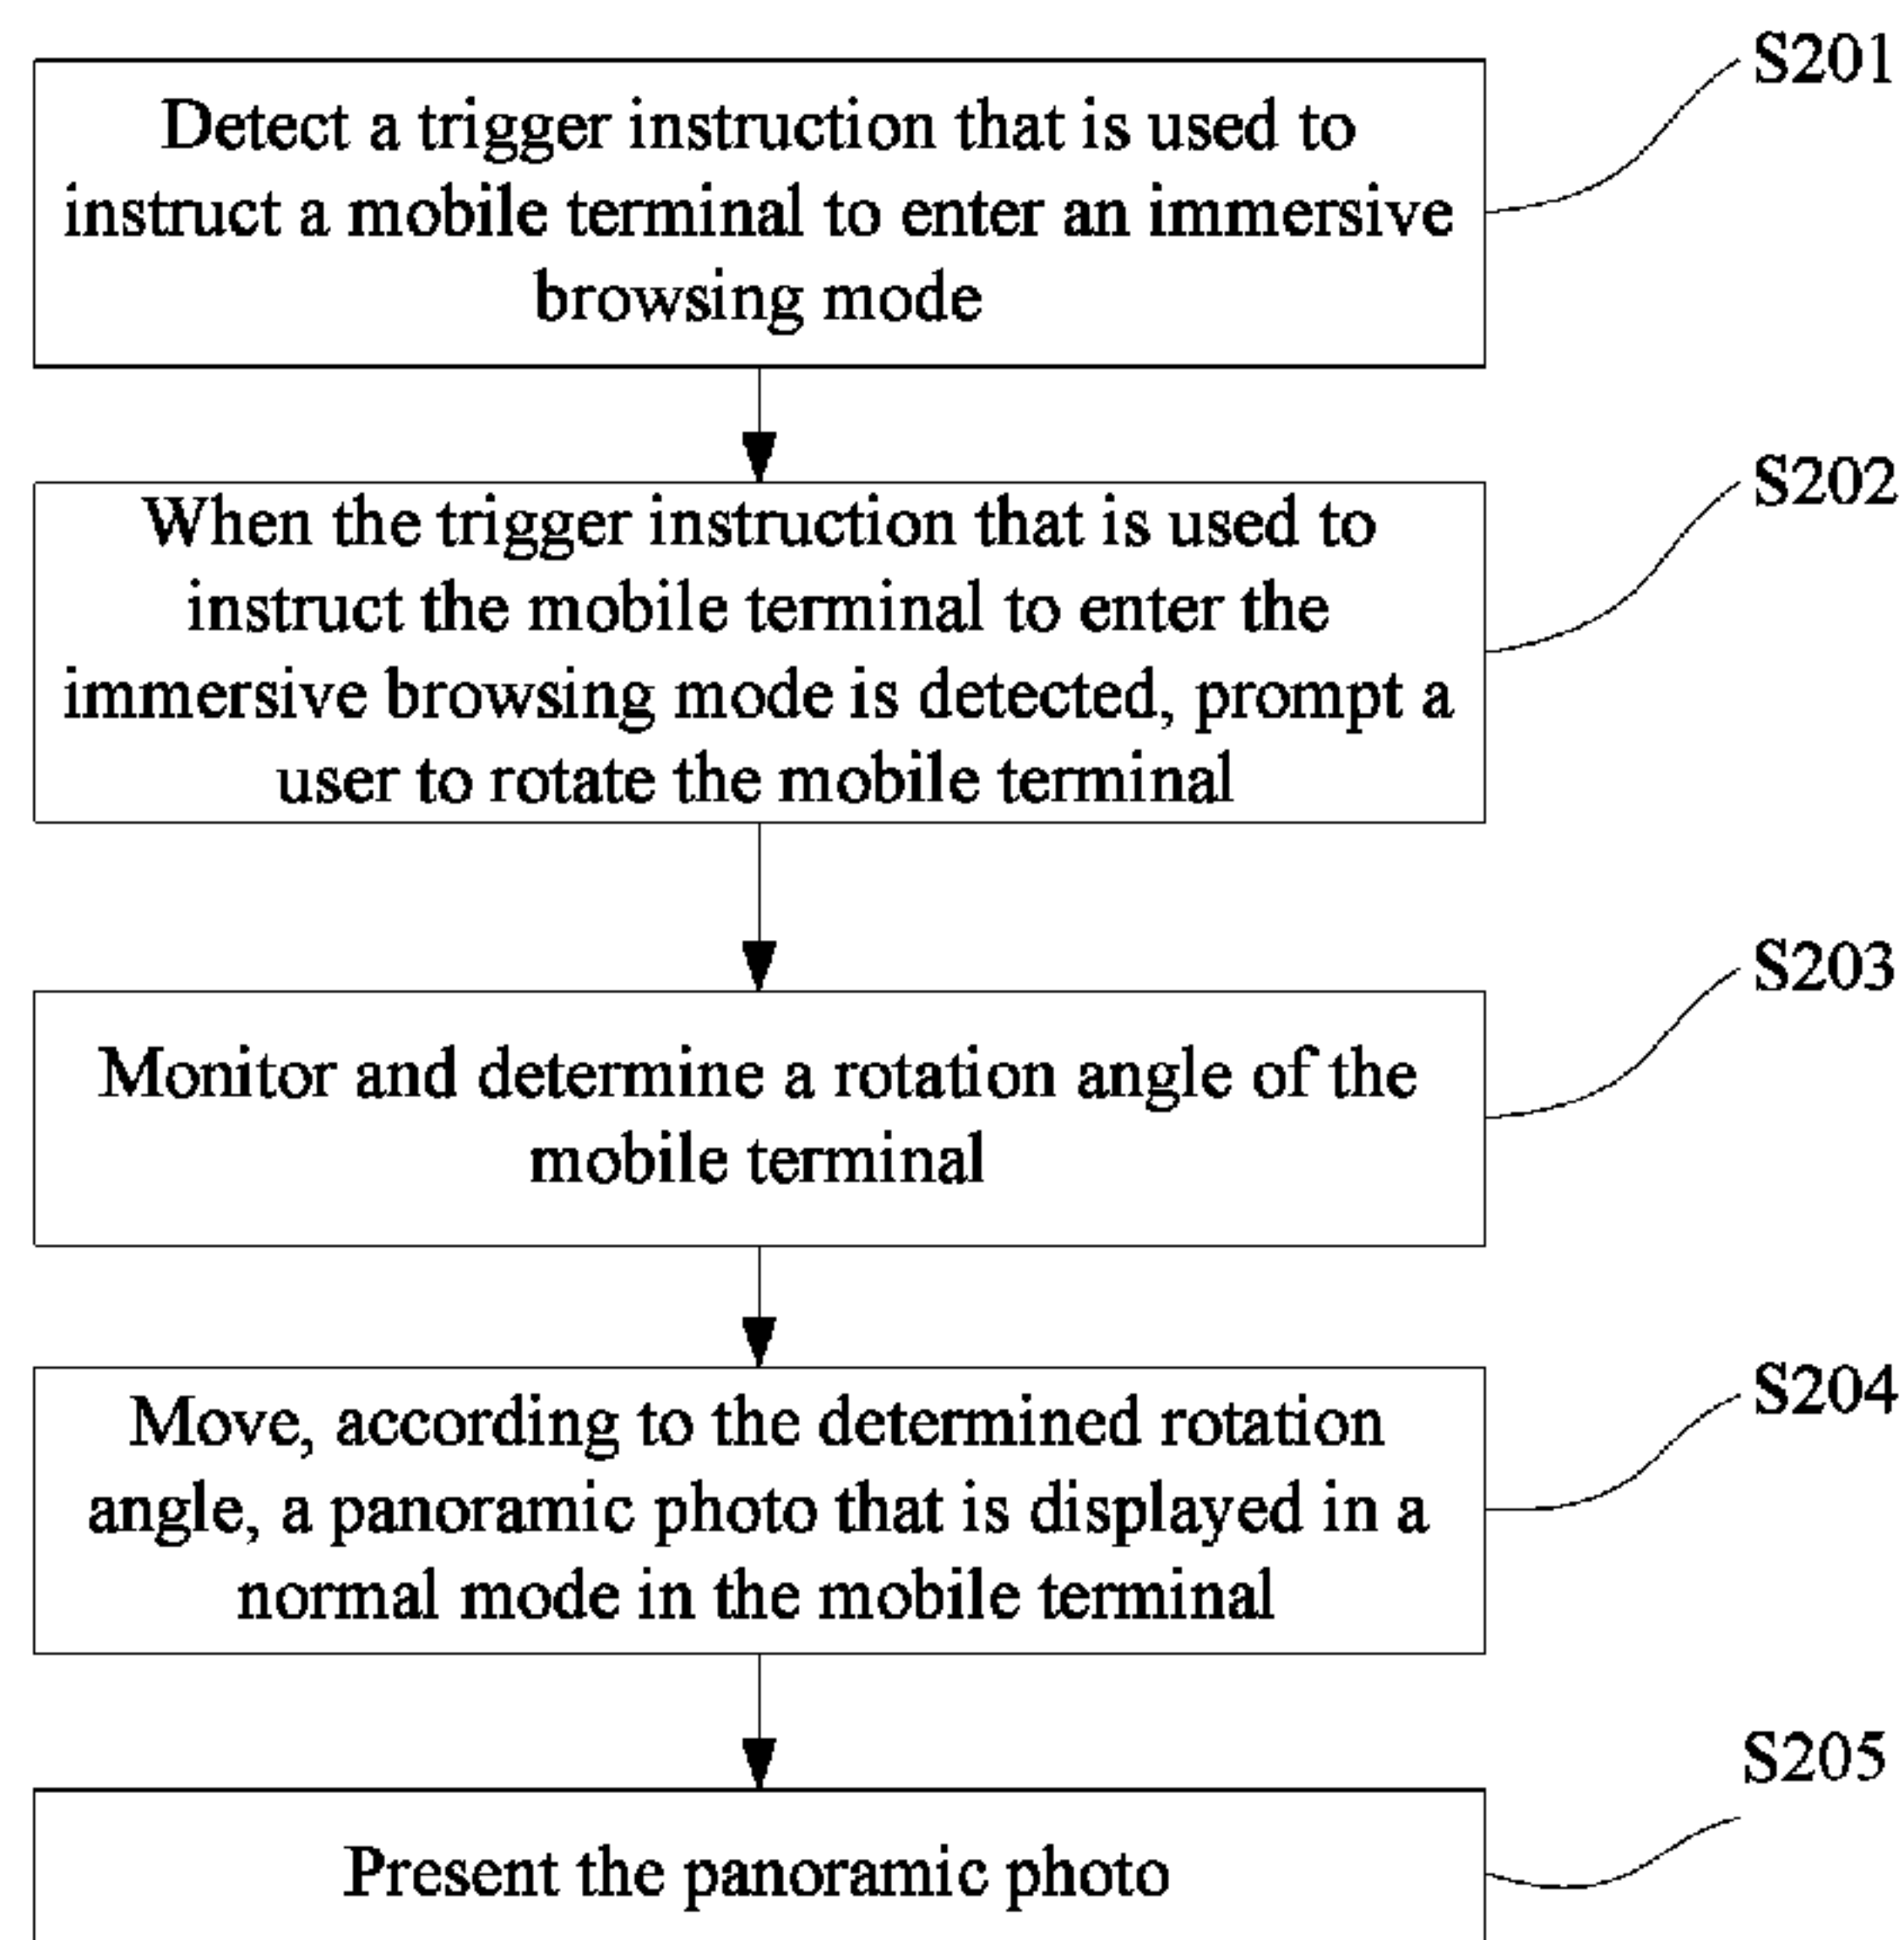 S201
Detect a trigger instruction that is used to
instruct a mobile terminal to enter an immersive
browsing mode
S202
When the trigger instruction that is used to
instruct the mobile terminal to enter the
immersive browsing mode is detected, prompt a
user to rotate the mobile terminal
S203
Monitor and determine a rotation angle of the
mobile terminal
S204
Move, according to the determined rotation
angle, a panoramic photo that is displayed in a
normal mode in the mobile terminal
S205
Present the panoramic photo